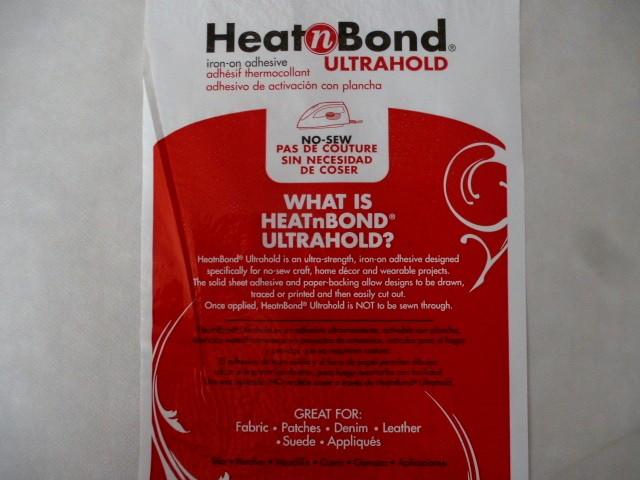 HeatnBond®
iron-on adhesive ULTRAHOLD
adhésif thermocollant
adhesivo de activación con plancha
NO-SEW
PAS DE COUTURE
SIN NECESIDAD
DE COSER
WHAT IS
HEATnBOND®
ULTRAHOLD?
HeatnBond® Ultrahold is an ultra-strength, iron-on adhesive designed
specifically for no-sew craft, home décor and wearable projects.
The solid sheet adhesive and paper-backing allow designs to be drawn,
traced or printed and then easily cut out.
Once applied, HeatnBond® Ultrahold is NOT to be sewn through.
GREAT FOR:
Fabric • Patches • Denim • Leather
• Suede • Appliqués